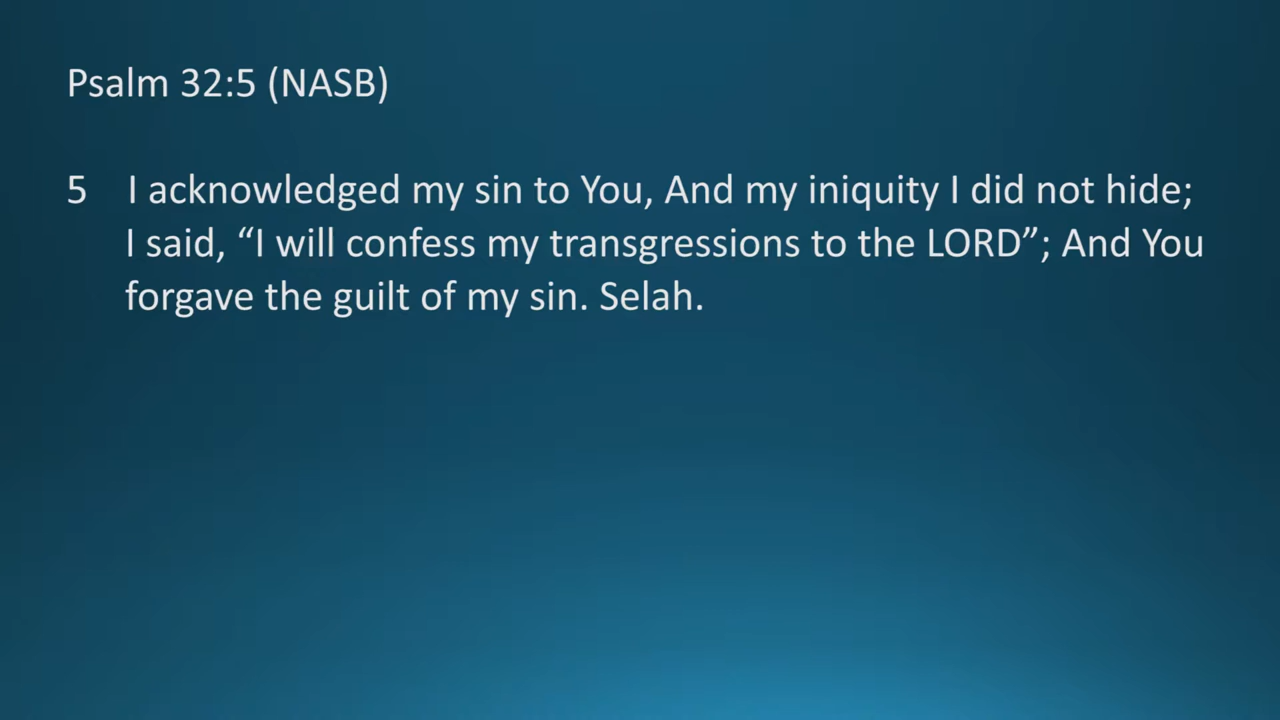 Psalm 32:5 (NASB)
5 I acknowledged my sin to You, And my iniquity I did not hide;
I said, “I will confess my transgressions to the LORD”; And You
forgave the guilt of my sin. Selah.